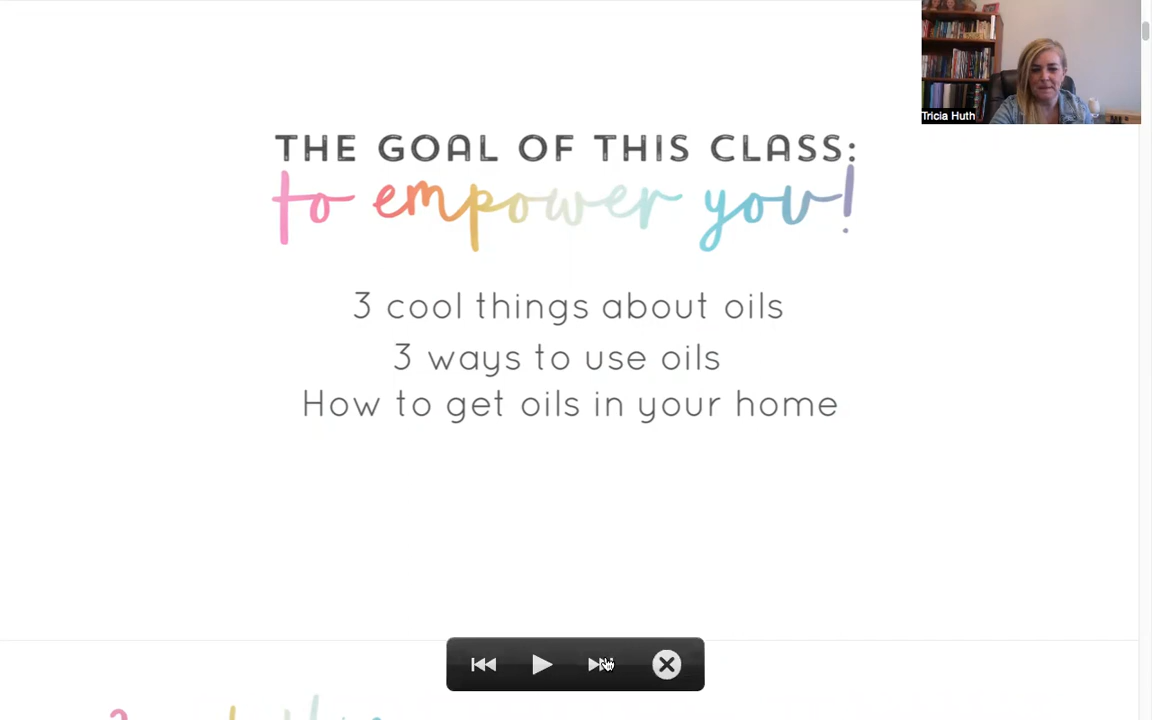 Tricia Huth
THE GOAL OF THIS CLASS:
to empower you!
3 cool things about oils
3 ways to use oils
How to get oils in your home